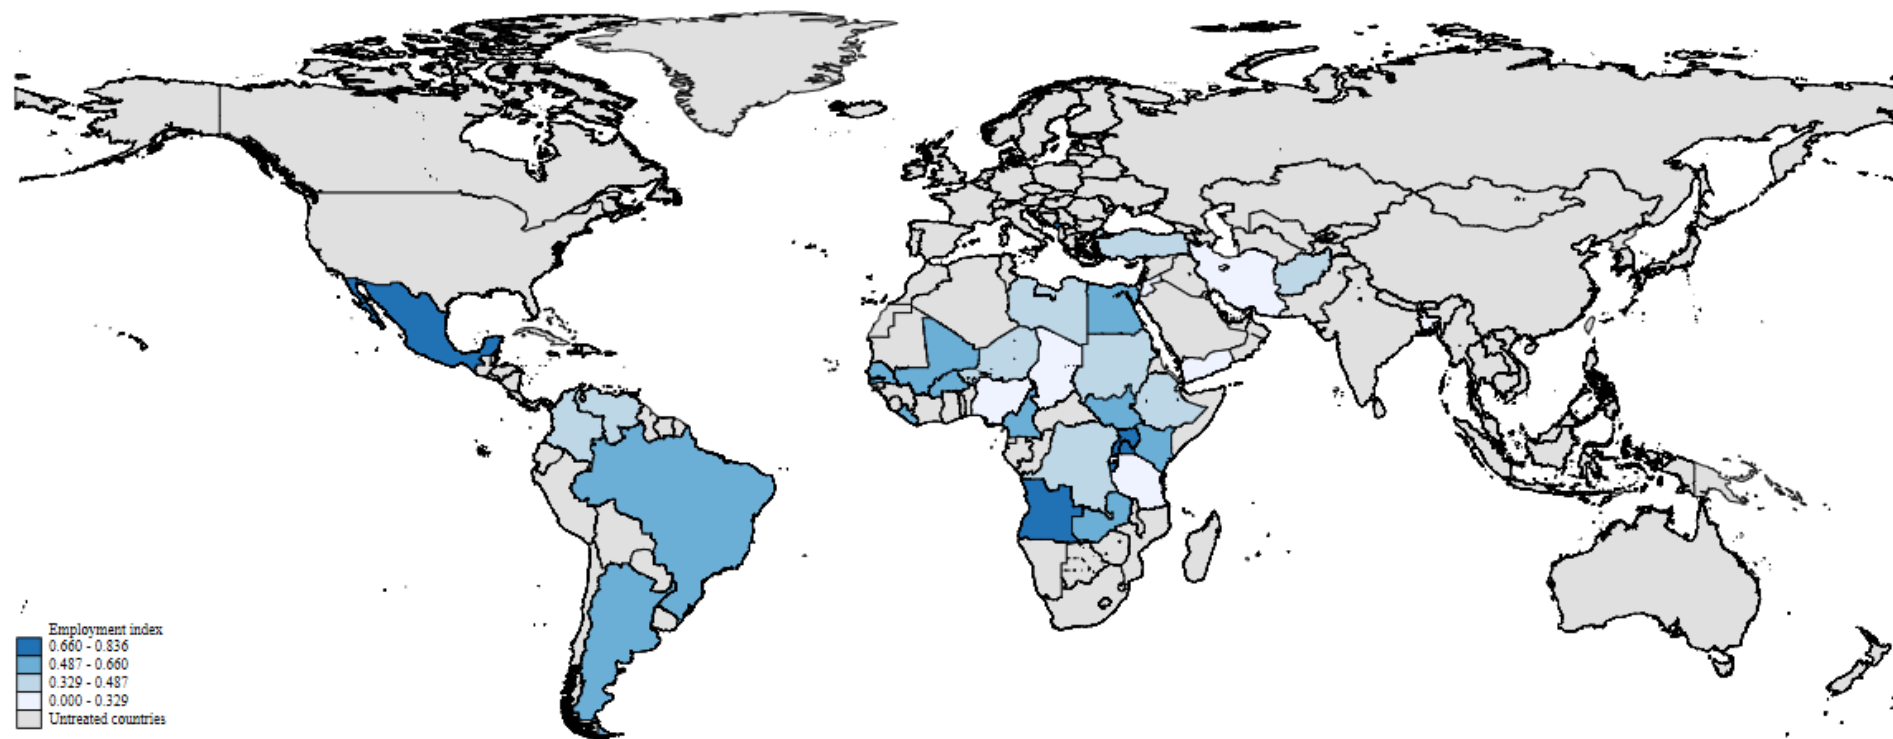 Employment index
0.660 - 0.836
0.487 - 0.660
0.329 - 0.487
0.000 - 0.329
Untreated countries